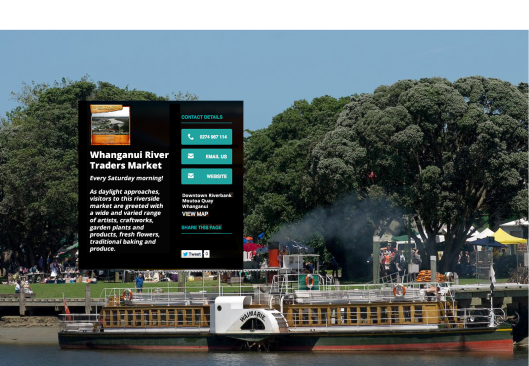 Whanganui River
Traders Market
Every Saturday morning!
As daylight approaches,
visitors to this riverside
market are greeted with
a wide and varied range
of artists, craftworks,
garden plants and
products, fresh flowers,
traditional baking and
produce.
CONTACT DETAILS
0274 997 114
EMAIL US
WEBSITE
Downtown Riverbank
Moutoa Quay
Whanganui
VIEW MAP
SHARE THIS PAGE
Tweet 0
WAIMARIE